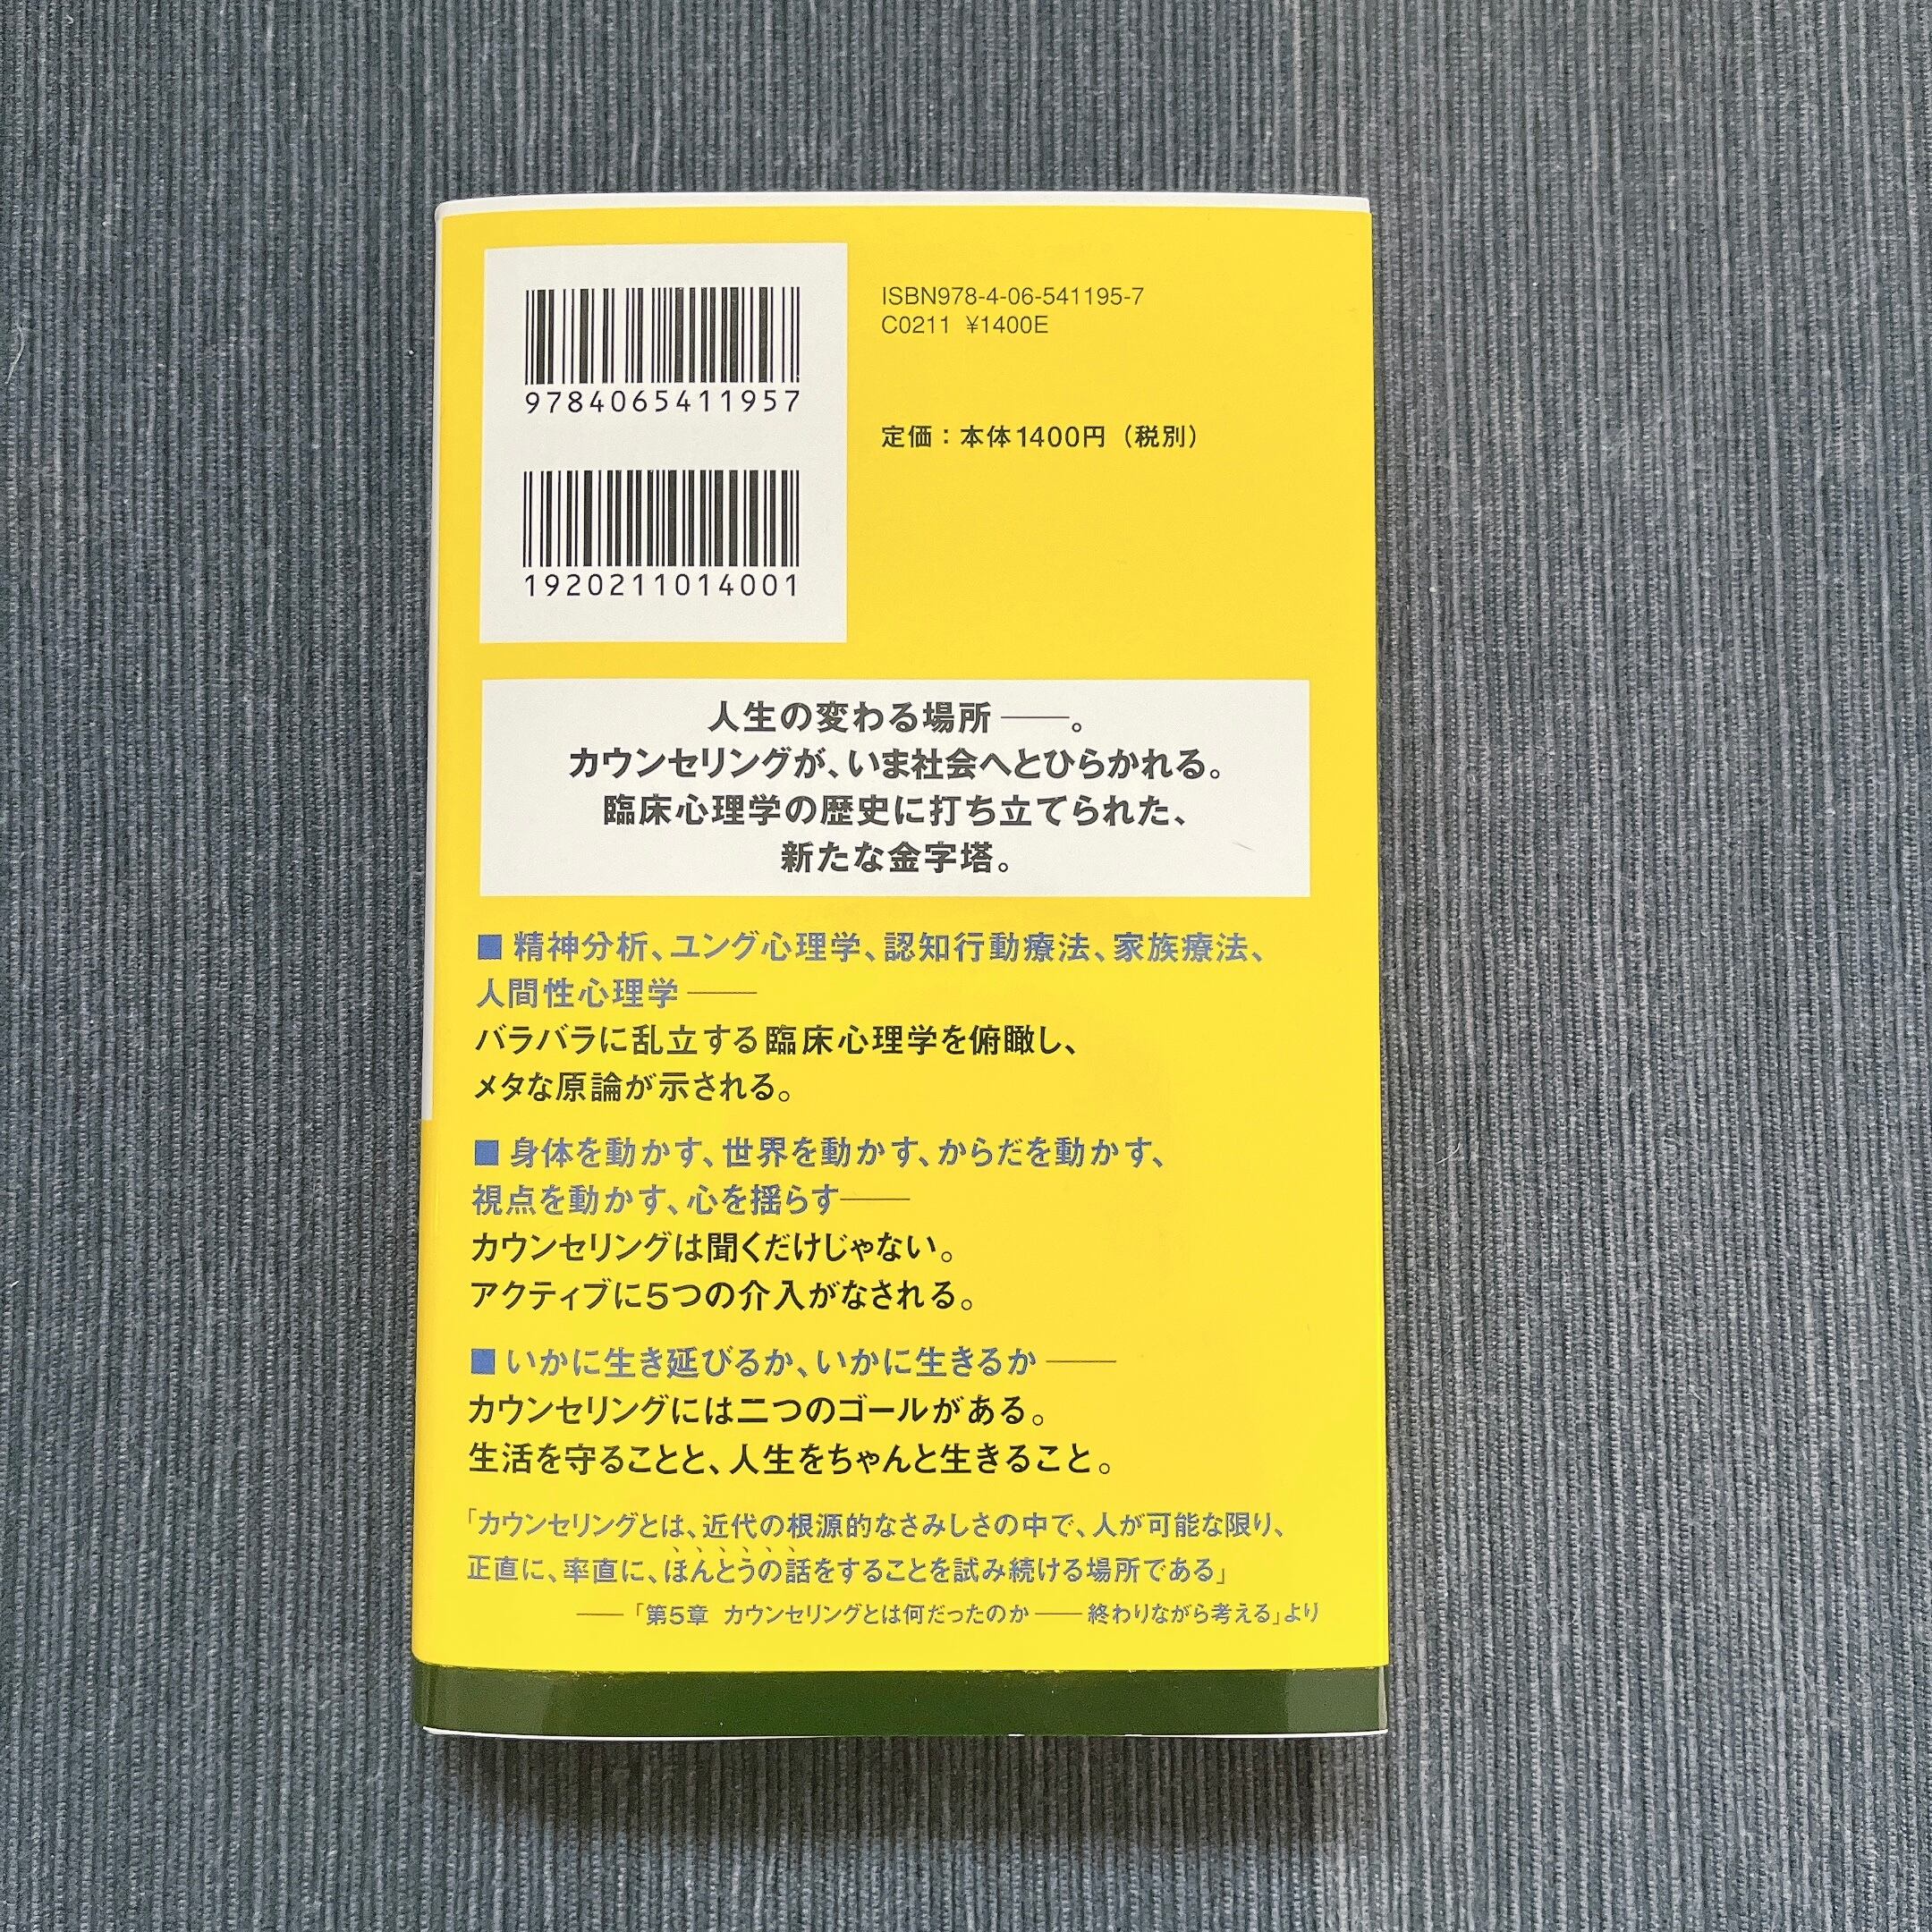 9784065411957
1920211014001
ISBN978-4-06-541195-7
C0211 ¥1400E
定価：本体1400円（税別）
人生の変わる場所――。
カウンセリングが、いま社会へとひらかれる。
臨床心理学の歴史に打ち立てられた、
新たな金字塔。
■ 精神分析、ユング心理学、認知行動療法、家族療法、
人間性心理学――
バラバラに乱立する臨床心理学を俯瞰し、
メタな原論が示される。
■ 身体を動かす、世界を動かす、からだを動かす、
視点を動かす、心を揺らす――
カウンセリングは聞くだけじゃない。
アクティブに5つの介入がなされる。
■ いかに生き延びるか、いかに生きるか――
カウンセリングには二つのゴールがある。
生活を守ることと、人生をちゃんと生きること。
「カウンセリングとは、近代の根源的なさみしさの中で、人が可能な限り、
正直に、率直に、ほんとうの話をすることを試み続ける場所である」
――「第5章 カウンセリングとは何だったのか――終わりながら考える」より